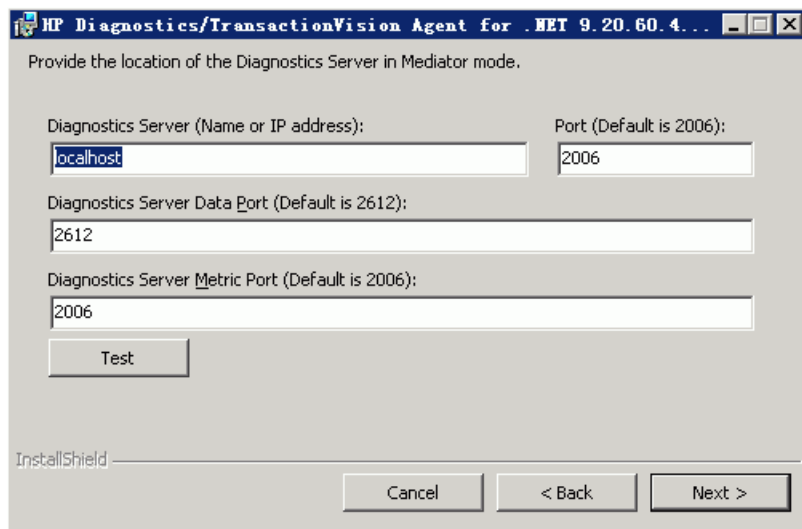 HP Diagnostics/TransactionVision Agent for .NET 9.20.60.4...
Provide the location of the Diagnostics Server in Mediator mode.
Diagnostics Server (Name or IP address): Port (Default is 2006):
localhost 2006
Diagnostics Server Data Port (Default is 2612):
2612
Diagnostics Server Metric Port (Default is 2006):
2006
Test
InstallShield
Cancel < Back Next >